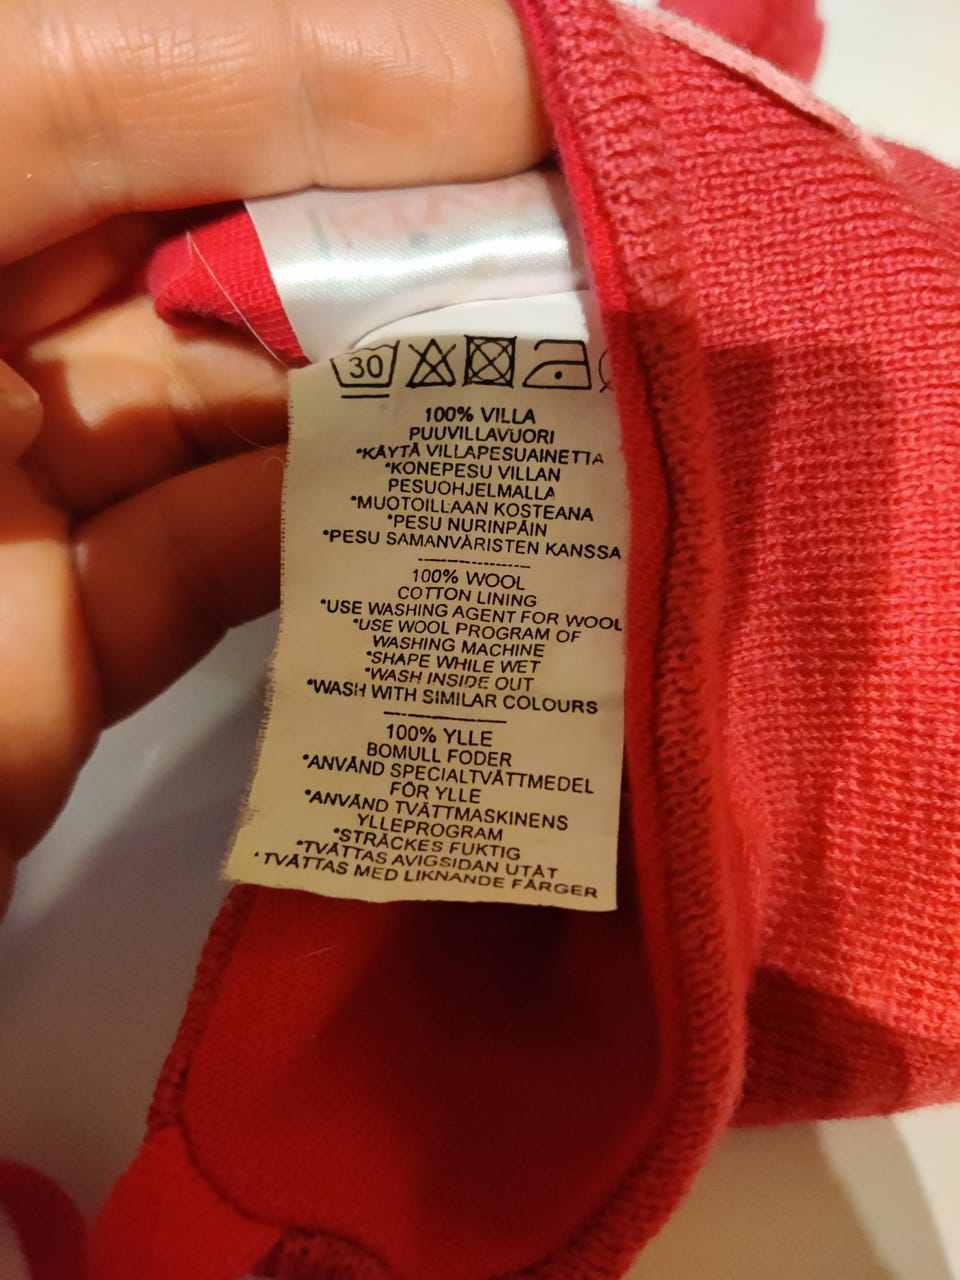 30
100% VILLA
PUUVILLAVUORI
*KÄYTÄ VILLAPESUAINETTA
*KONEPESU VILLAN
PESUOHJELMALLA
*MUOTOILLAAN KOSTEANA
*PESU NURINPÄIN
*PESU SAMANVÄRISTEN KANSSA
--------------------
100% WOOL
COTTON LINING
*USE WASHING AGENT FOR WOOL
*USE WOOL PROGRAM OF
WASHING MACHINE
*SHAPE WHILE WET
*WASH INSIDE OUT
*WASH WITH SIMILAR COLOURS
--------------------
100% YLLE
BOMULL FODER
*ANVÄND SPECIALTVÄTTMEDEL
FÖR YLLE
*ANVÄND TVÄTTMASKINENS
YLLEPROGRAM
*STRÄCKES FUKTIG
*TVÄTTAS AVIGSIDAN UTÅT
*TVÄTTAS MED LIKNANDE FÄRGER